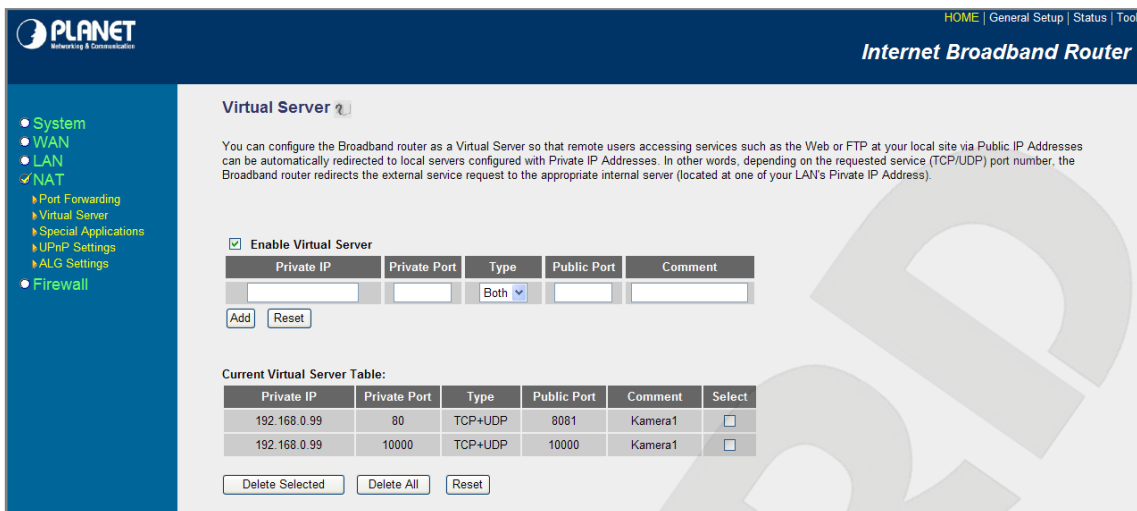 PLANET
Networking & Communication
HOME | General Setup | Status | Tool
Internet Broadband Router
System
WAN
LAN
NAT
Port Forwarding
Virtual Server
Special Applications
UPnP Settings
ALG Settings
Firewall
Virtual Server
You can configure the Broadband router as a Virtual Server so that remote users accessing services such as the Web or FTP at your local site via Public IP Addresses
can be automatically redirected to local servers configured with Private IP Addresses. In other words, depending on the requested service (TCP/UDP) port number, the
Broadband router redirects the external service request to the appropriate internal server (located at one of your LAN's Pirvate IP Address).
Enable Virtual Server
Private IP Private Port Type Public Port Comment
Both
Add Reset
Current Virtual Server Table:
Private IP Private Port Type Public Port Comment Select
192.168.0.99 80 TCP+UDP 8081 Kamera1
192.168.0.99 10000 TCP+UDP 10000 Kamera1
Delete Selected Delete All Reset